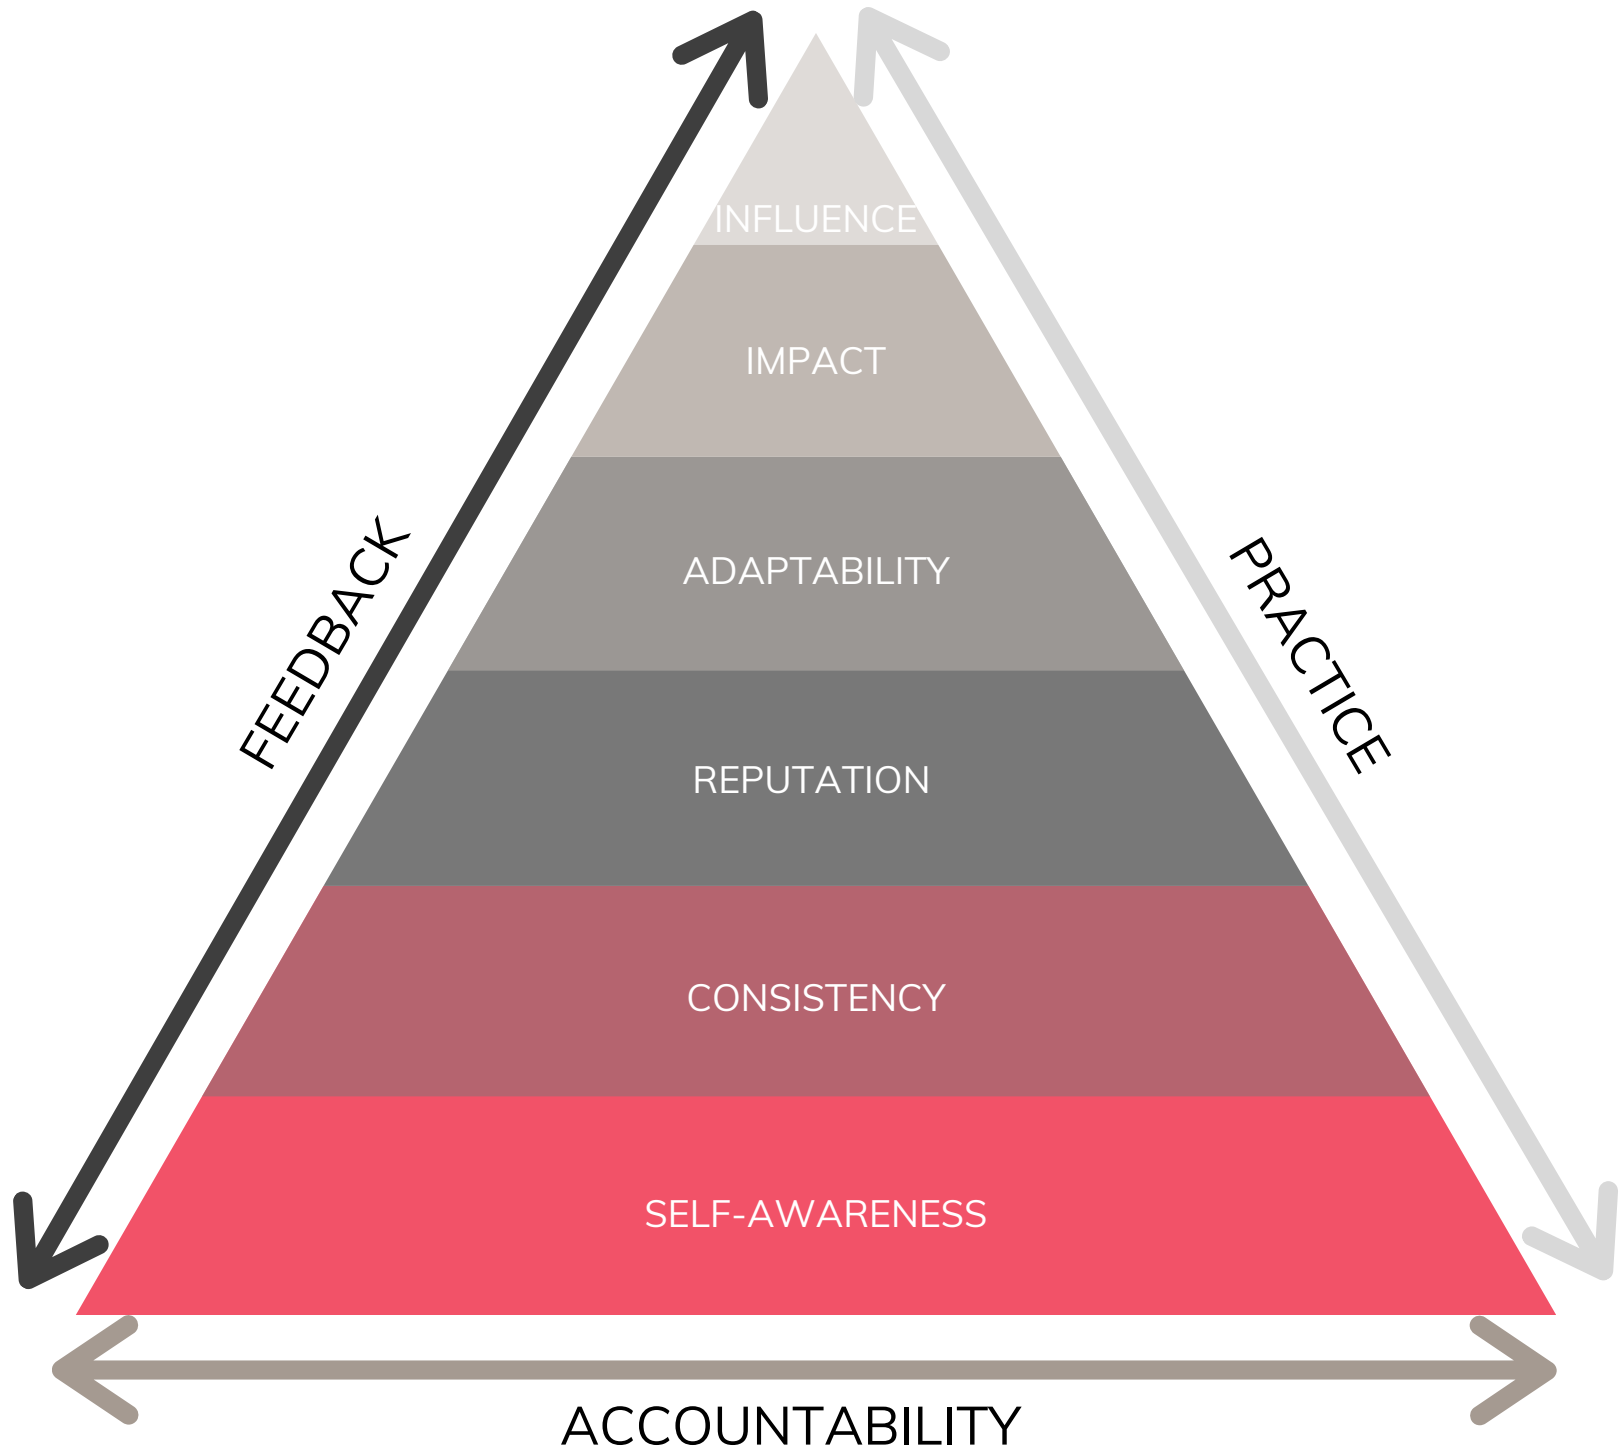 INFLUENCE
IMPACT
ADAPTABILITY
FEEDBACK
PRACTICE
REPUTATION
CONSISTENCY
SELF-AWARENESS
ACCOUNTABILITY